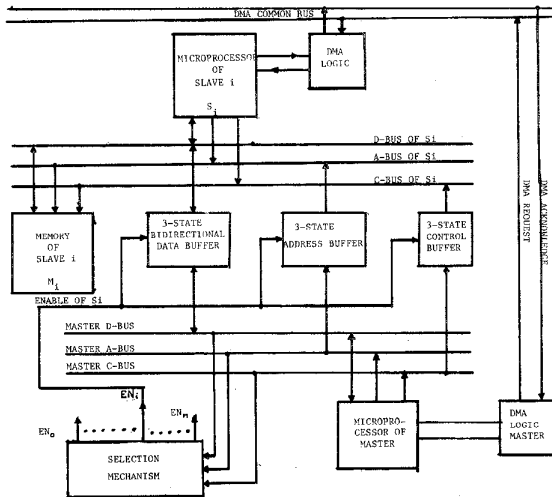 DMA COMMON BUS
MICROPROCESSOR
OF
SLAVE i
Si
DMA
LOGIC
D-BUS OF Si
A-BUS OF Si
C-BUS OF Si
DMA REQUEST
DMA ACKNOWLEDGE
MEMORY
OF
SLAVE i
Mi
3-STATE
BIDIRECTIONAL
DATA BUFFER
3-STATE
ADDRESS BUFFER
3-STATE
CONTROL
BUFFER
ENABLE OF Si
MASTER D-BUS
MASTER A-BUS
MASTER C-BUS
ENi
ENo
ENn
SELECTION
MECHANISM
MICROPRO-
CESSOR OF
MASTER
DMA
LOGIC
MASTER